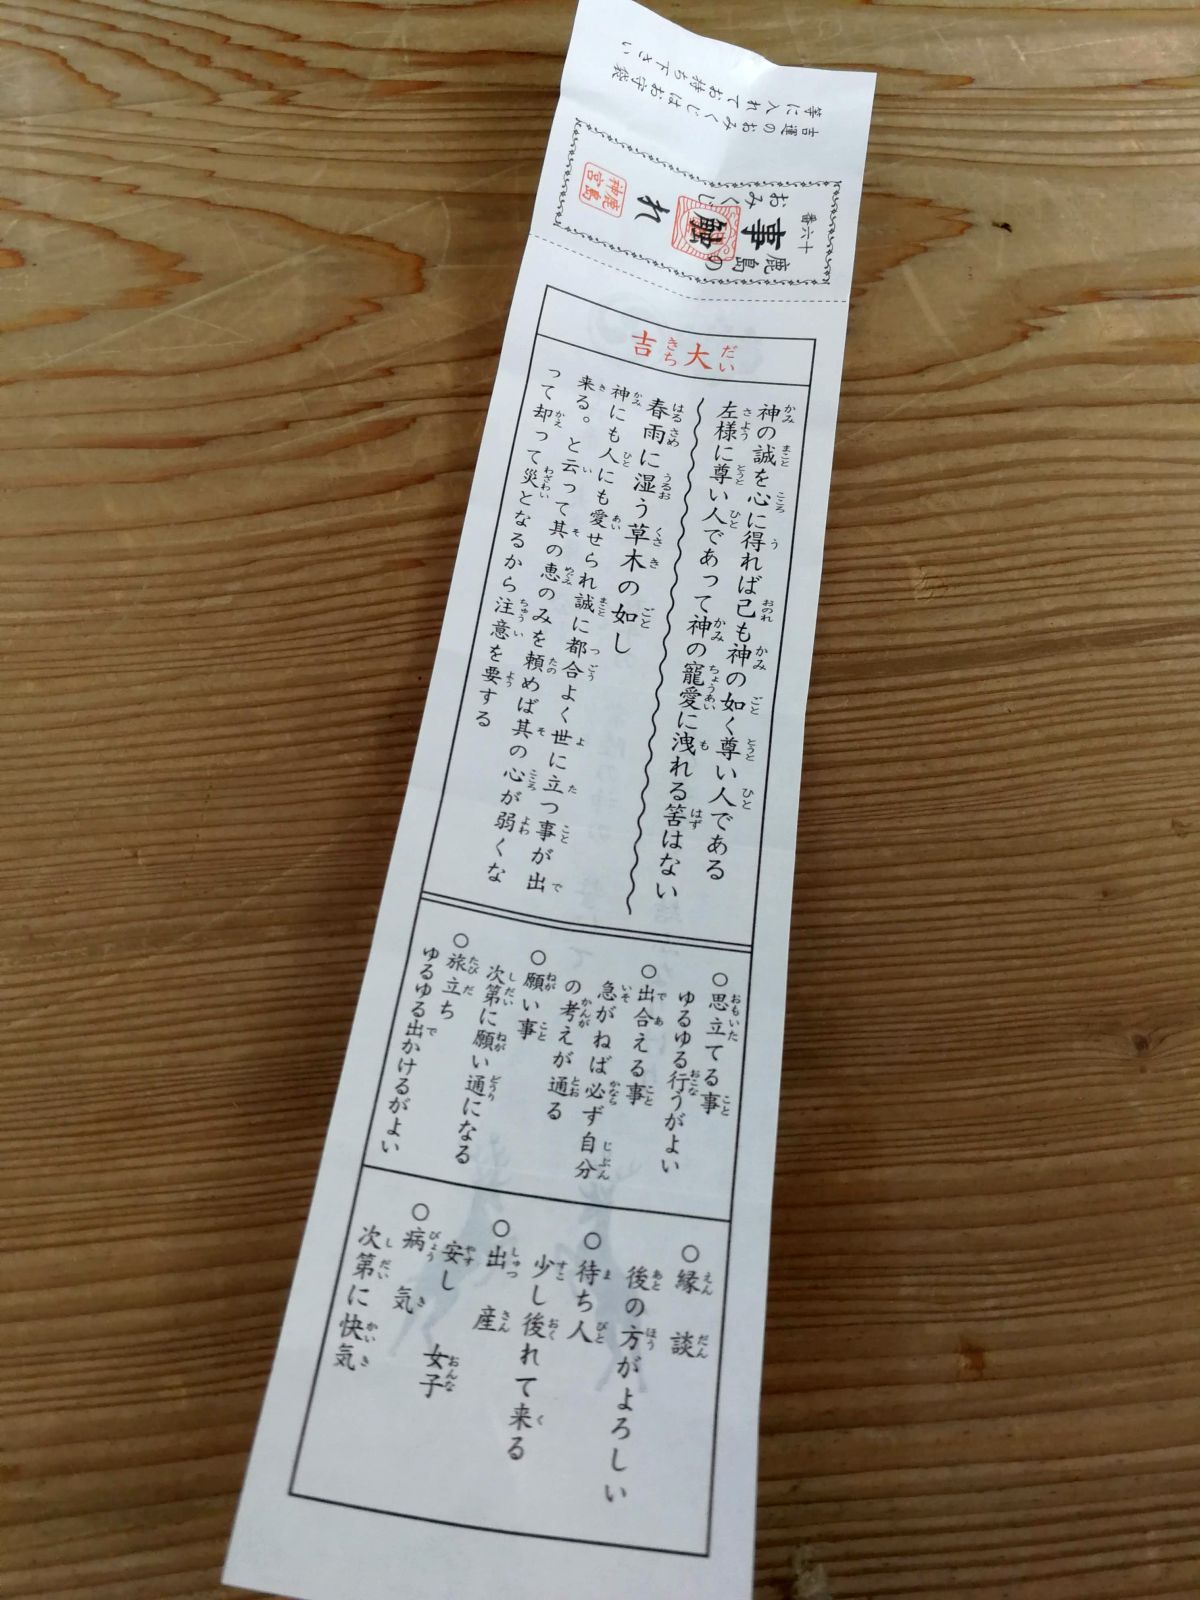 吉運のおみくじはお守袋
等に入れてお持ち下さい
十六番
鹿島の
事触れ
おみくじ
鹿島神宮
大吉
だいきち
神の誠を心に得れば己も神の如く尊い人である
左様に尊い人であって神の寵愛に洩れる筈はない
春雨に湿う草木の如し
神にも人にも愛せられ誠に都合よく世に立つ事が出
来る。と云って其の恵のみを頼めば其の心が弱くな
って却って災となるから注意を要する
○思立てる事
ゆるゆる行うがよい
○出合える事
急がねば必ず自分
の考えが通る
○願い事
次第に願い通になる
○旅立ち
ゆるゆる出かけるがよい
○縁談
後の方がよろしい
○待ち人
少し後れて来る
○出産
安し 女子
○病気
次第に快気